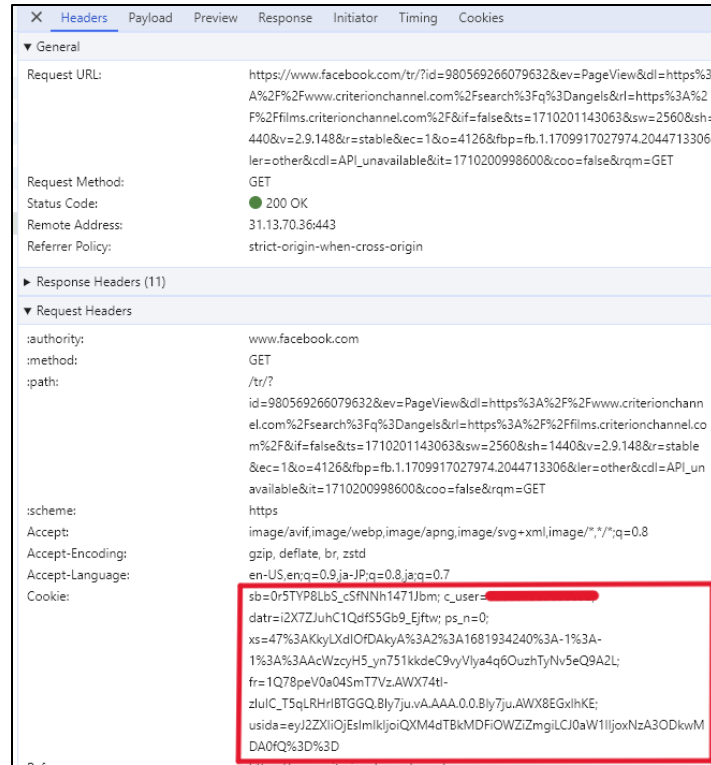 Headers Payload Preview Response Initiator Timing Cookies
General
Request URL: https://www.facebook.com/tr/?id=980569266079632&ev=PageView&dl=https%3
A%2F%2Fwww.criterionchannel.com%2Fsearch%3Fq%3Dangels&rl=https%3A%2
F%2Ffilms.criterionchannel.com%2F&if=false&ts=1710201143063&sw=2560&sh=
440&v=2.9.148&r=stable&ec=1&o=4126&fbp=fb.1.1709917027974.2044713306
ler=other&cdl=API_unavailable&it=1710200998600&coo=false&rqm=GET
Request Method: GET
Status Code: 200 OK
Remote Address: 31.13.70.36:443
Referrer Policy: strict-origin-when-cross-origin
Response Headers (11)
Request Headers
:authority: www.facebook.com
:method: GET
:path: /tr/?
id=980569266079632&ev=PageView&dl=https%3A%2F%2Fwww.criterionchann
el.com%2Fsearch%3Fq%3Dangels&rl=https%3A%2F%2Ffilms.criterionchannel.co
m%2F&if=false&ts=1710201143063&sw=2560&sh=1440&v=2.9.148&r=stable
&ec=1&o=4126&fbp=fb.1.1709917027974.2044713306&ler=other&cdl=API_un
available&it=1710200998600&coo=false&rqm=GET
:scheme: https
Accept: image/avif,image/webp,image/apng,image/svg+xml,image/*,*/*;q=0.8
Accept-Encoding: gzip, deflate, br, zstd
Accept-Language: en-US,en;q=0.9,ja-JP;q=0.8,ja;q=0.7
Cookie: sb=0r5TYP8LbS_cSfNNh1471Jbm; c_user=
datr=i2X7ZJuhC1QdfS5Gb9_Ejftw; ps_n=0;
xs=47%3AKkyLXdIOfDAkyA%3A2%3A1681934240%3A-1%3A-
1%3A%3AAcWzcyH5_yn751kkdeC9vyVlya4q6OuzhTyNv5eQ9A2L;
fr=1Q78peV0a04SmT7Vz.AWX74tI-
zIuIC_T5qLRHrIBTGGQ.Bly7ju.vA.AAA.0.0.Bly7ju.AWX8EGxIhKE;
usida=eyJ2ZXIiOjEsImlkIjoiQXM4dTBkMDFiOWZiZmgiLCJ0aW1lIjoxNzA3ODkwM
DA0fQ%3D%3D